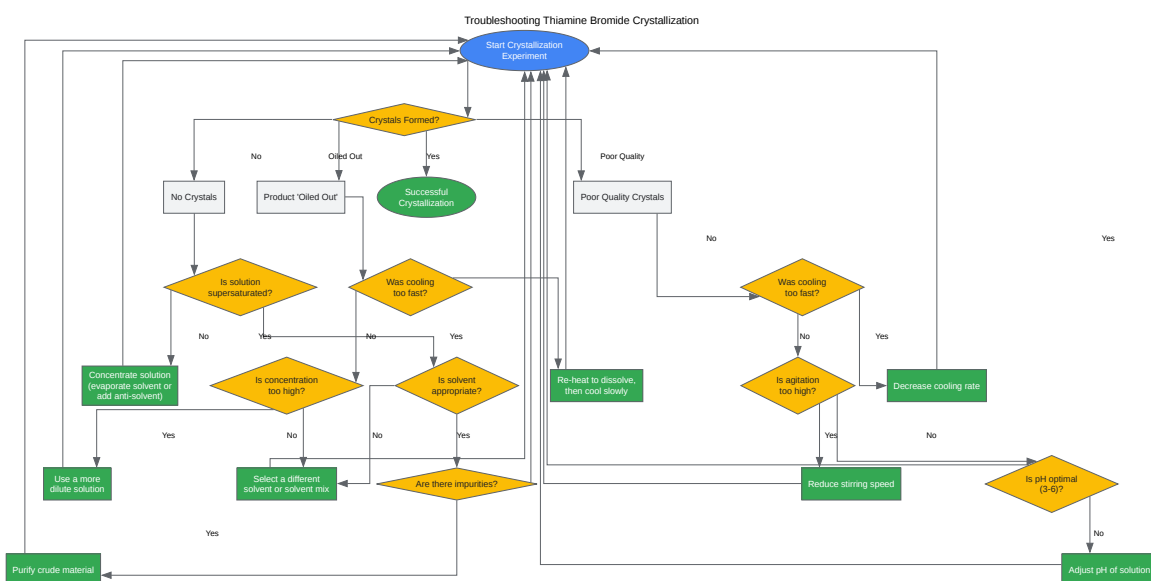 Troubleshooting Thiamine Bromide Crystallization
Start Crystallization
Experiment
Crystals Formed?
No
Oiled Out
Yes
Poor Quality
No Crystals
Product 'Oiled Out'
Successful
Crystallization
Poor Quality Crystals
No
Yes
Is solution
supersaturated?
Was cooling
too fast?
Was cooling
too fast?
No
Yes
No
Yes
No
Yes
Concentrate solution
(evaporate solvent or
add anti-solvent)
Is concentration
too high?
Is solvent
appropriate?
Re-heat to dissolve,
then cool slowly
Is agitation
too high?
Decrease cooling rate
Yes
No
No
Yes
Yes
No
Use a more
dilute solution
Select a different
solvent or solvent mix
Are there impurities?
Reduce stirring speed
Is pH optimal
(3-6)?
Yes
No
Purify crude material
Adjust pH of solution